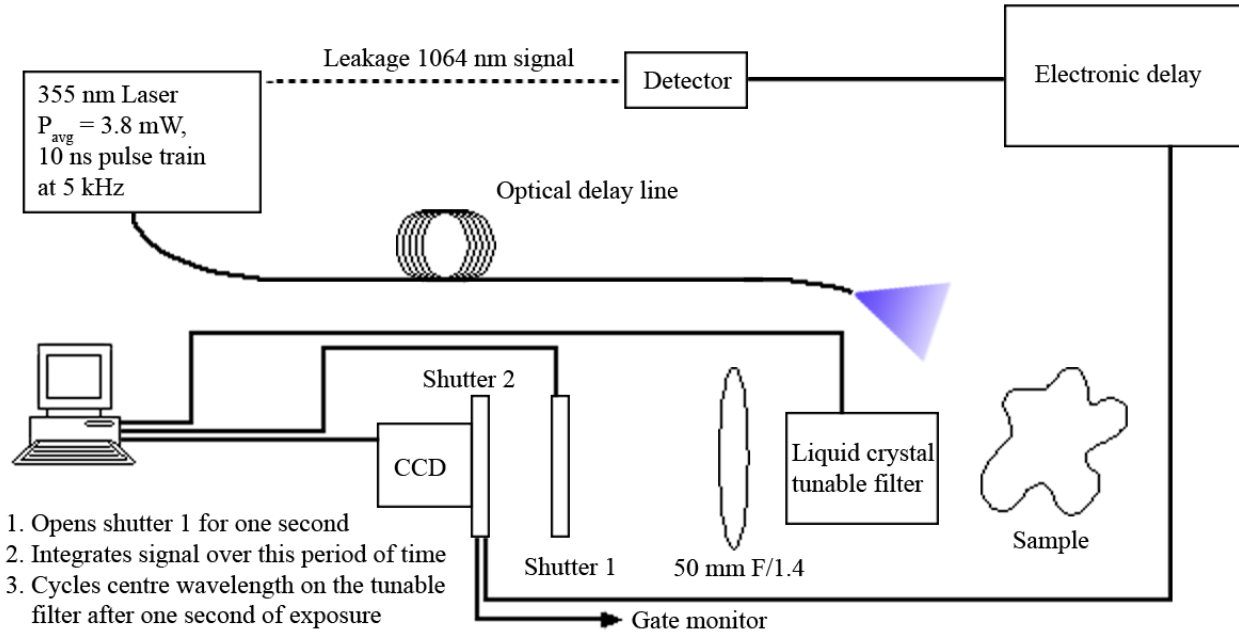 Leakage 1064 nm signal
Detector
Electronic delay
355 nm Laser
Pavg = 3.8 mW,
10 ns pulse train
at 5 kHz
Optical delay line
Shutter 2
CCD
Liquid crystal
tunable filter
1. Opens shutter 1 for one second
2. Integrates signal over this period of time
3. Cycles centre wavelength on the tunable
filter after one second of exposure
Shutter 1
50 mm F/1.4
Sample
Gate monitor